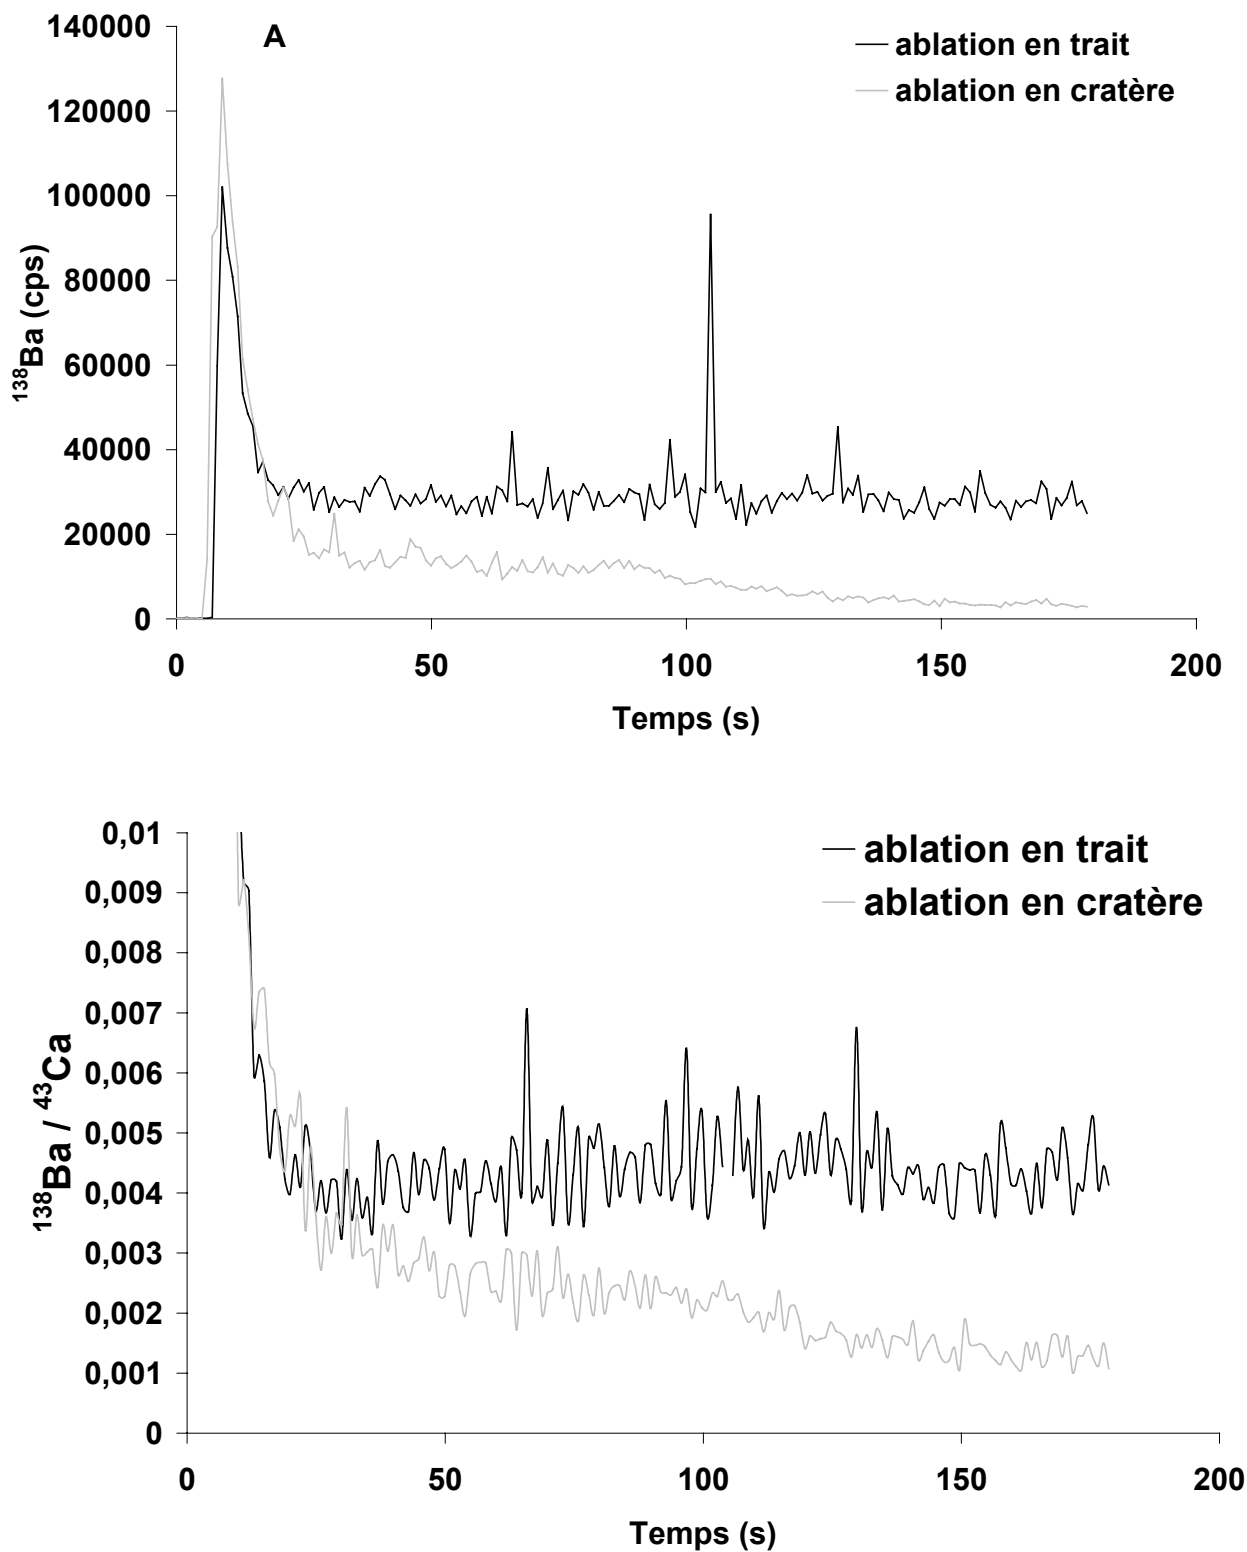 A
ablation en trait
ablation en cratère
140000
120000
100000
80000
60000
40000
20000
0
¹³⁸Ba (cps)
0 50 100 150 200
Temps (s)
ablation en trait
ablation en cratère
0,01
0,009
0,008
0,007
0,006
0,005
0,004
0,003
0,002
0,001
0
¹³⁸Ba / ⁴³Ca
0 50 100 150 200
Temps (s)